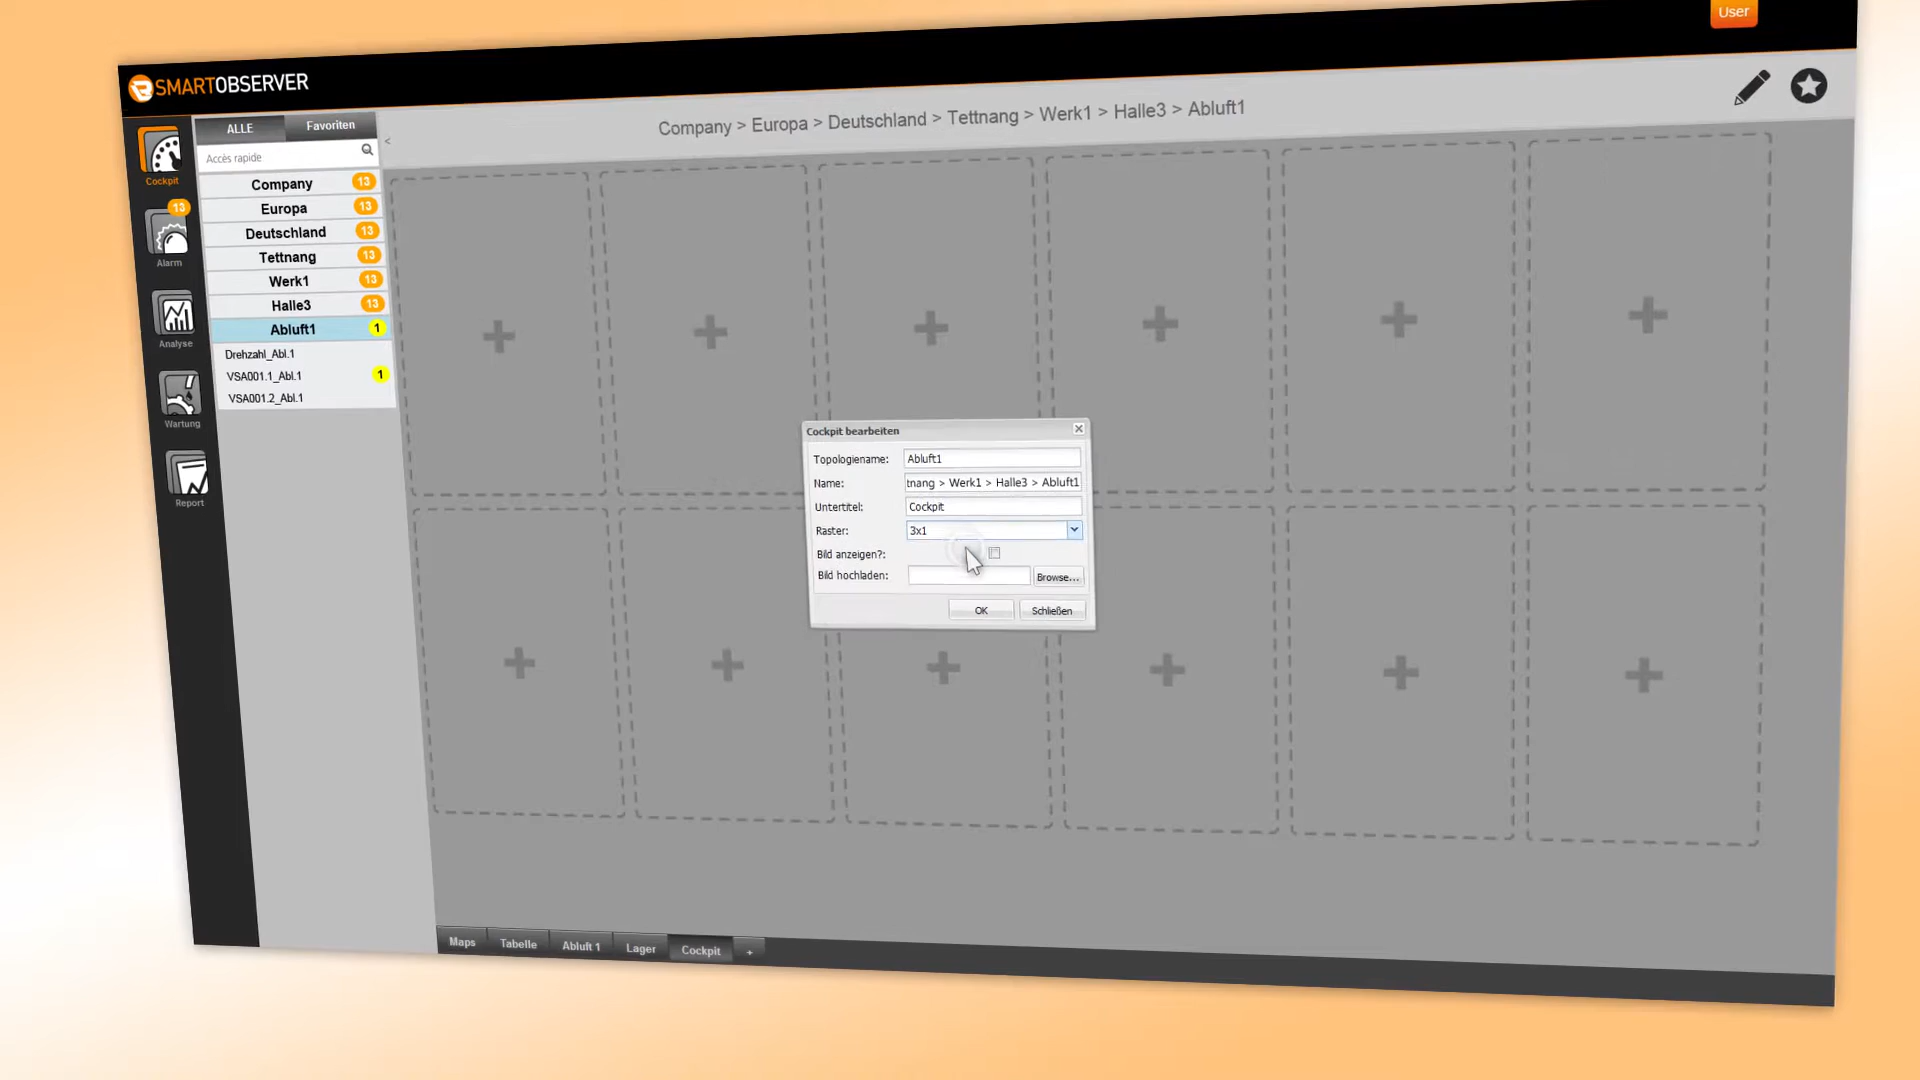 User
SMARTOBSERVER
Company > Europa > Deutschland > Tettnang > Werk1 > Halle3 > Abluft1
Cockpit
13
Alarm
Analyse
Wartung
Report
ALLE Favoriten
Accès rapide
<
Company 13
Europa 13
Deutschland 13
Tettnang 13
Werk1 13
Halle3 13
Abluft1 1
Drehzahl_Abl.1
VSA001.1_Abl.1 1
VSA001.2_Abl.1
Cockpit bearbeiten
Topologiename: Abluft1
Name: tnang > Werk1 > Halle3 > Abluft1
Untertitel: Cockpit
Raster: 3x1
Bild anzeigen?:
Bild hochladen: Browse...
OK Schließen
Maps Tabelle Abluft 1 Lager Cockpit +